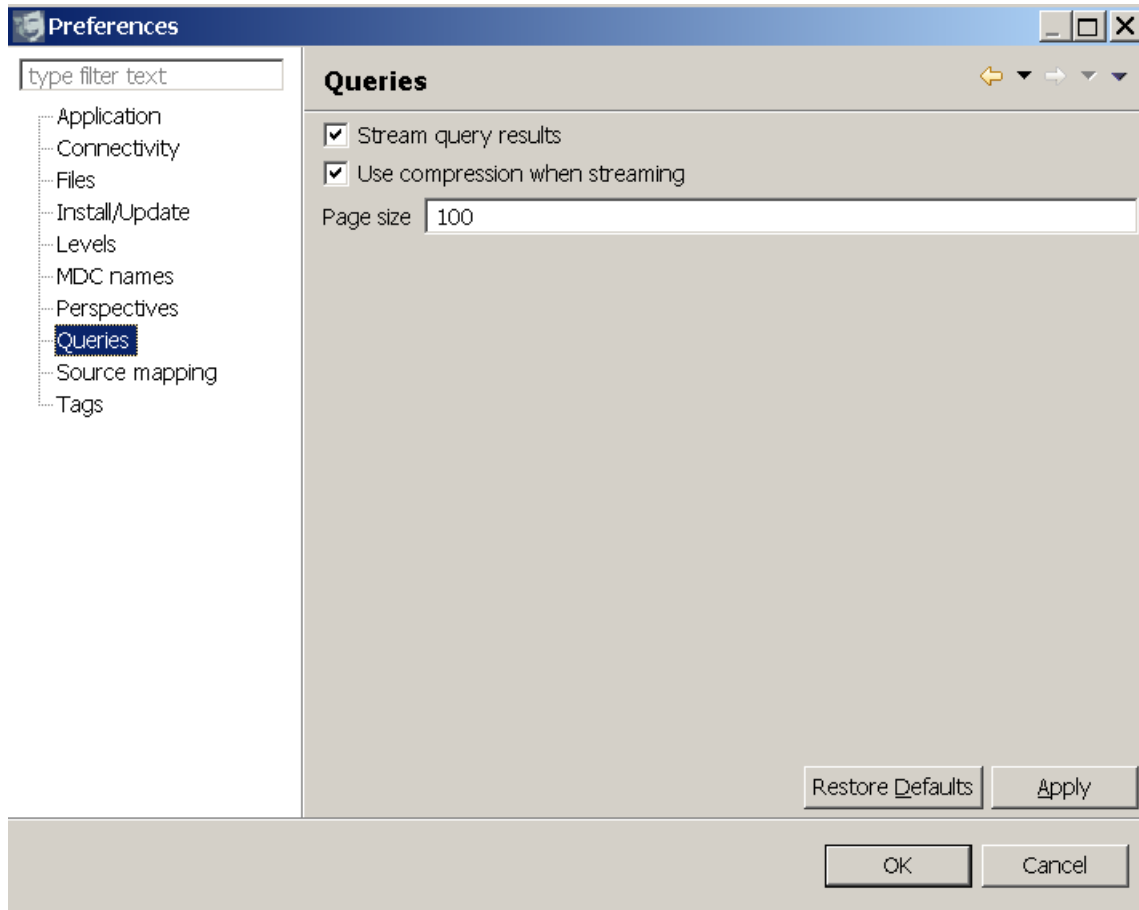 Preferences
type filter text
Application
Connectivity
Files
Install/Update
Levels
MDC names
Perspectives
Queries
Source mapping
Tags
Queries
Stream query results
Use compression when streaming
Page size 100
Restore Defaults Apply
OK Cancel